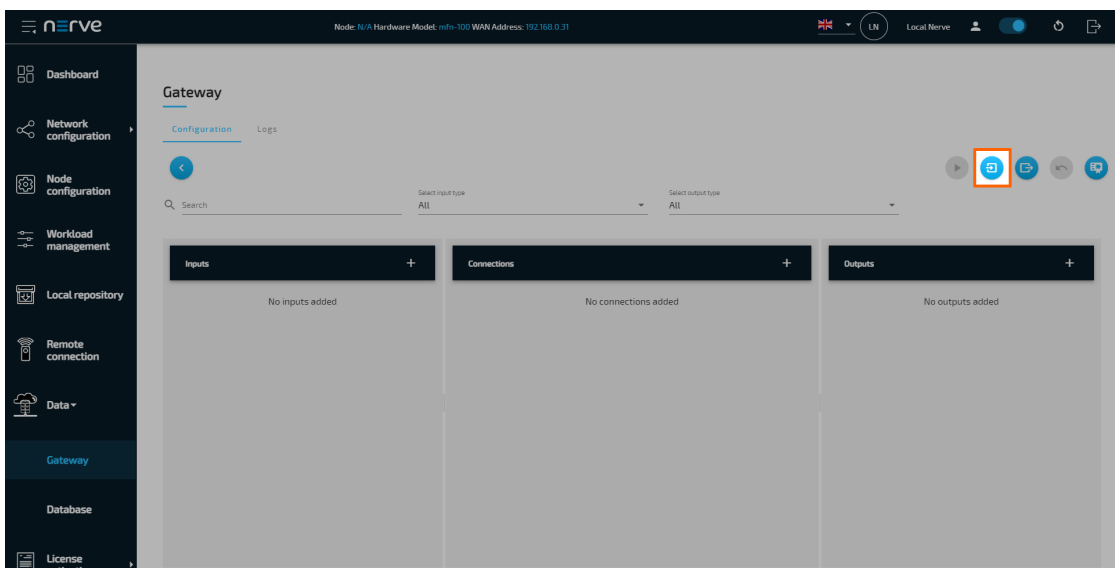 nerve
Node: N/A Hardware Model: mfn-100 WAN Address: 192.168.0.31
LN
Local Nerve
Dashboard
Network
configuration
Node
configuration
Workload
management
Local repository
Remote
connection
Data
Gateway
Database
License
Gateway
Configuration
Logs
Search
Select input type
All
Select output type
All
Inputs
+
Connections
+
Outputs
+
No inputs added
No connections added
No outputs added